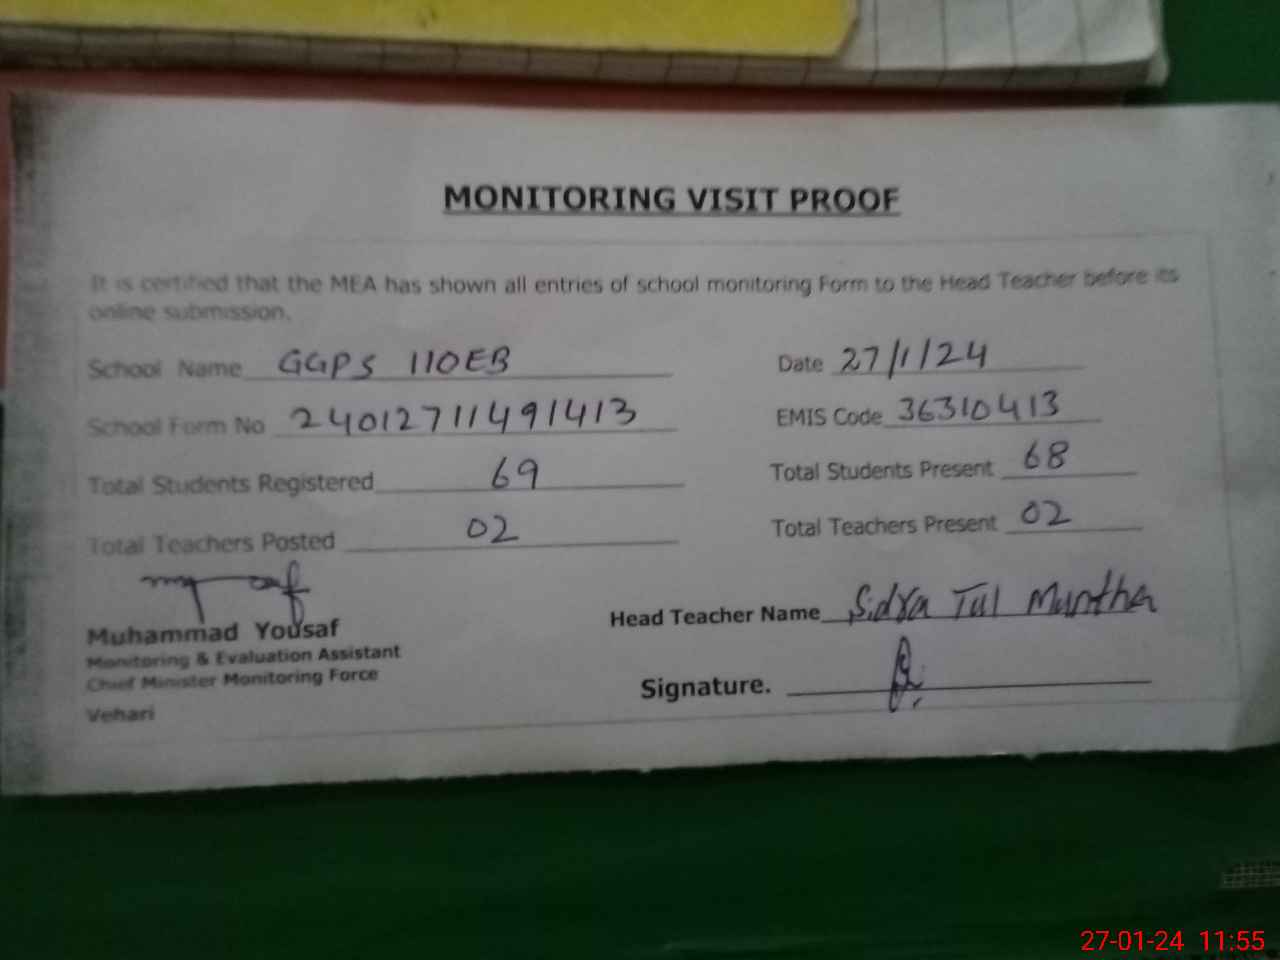 MONITORING VISIT PROOF
It is certified that the MEA has shown all entries of school monitoring Form to the Head Teacher before its
online submission.
School Name GGPS 110EB Date 27/1/24
School Form No 24012711491413 EMIS Code 36310413
Total Students Registered 69 Total Students Present 68
Total Teachers Posted 02 Total Teachers Present 02
Muhammad Yousaf
Monitoring & Evaluation Assistant
Chief Minister Monitoring Force
Vehari
Head Teacher Name Sidra Tul Muntha
Signature.
27-01-24 11:55